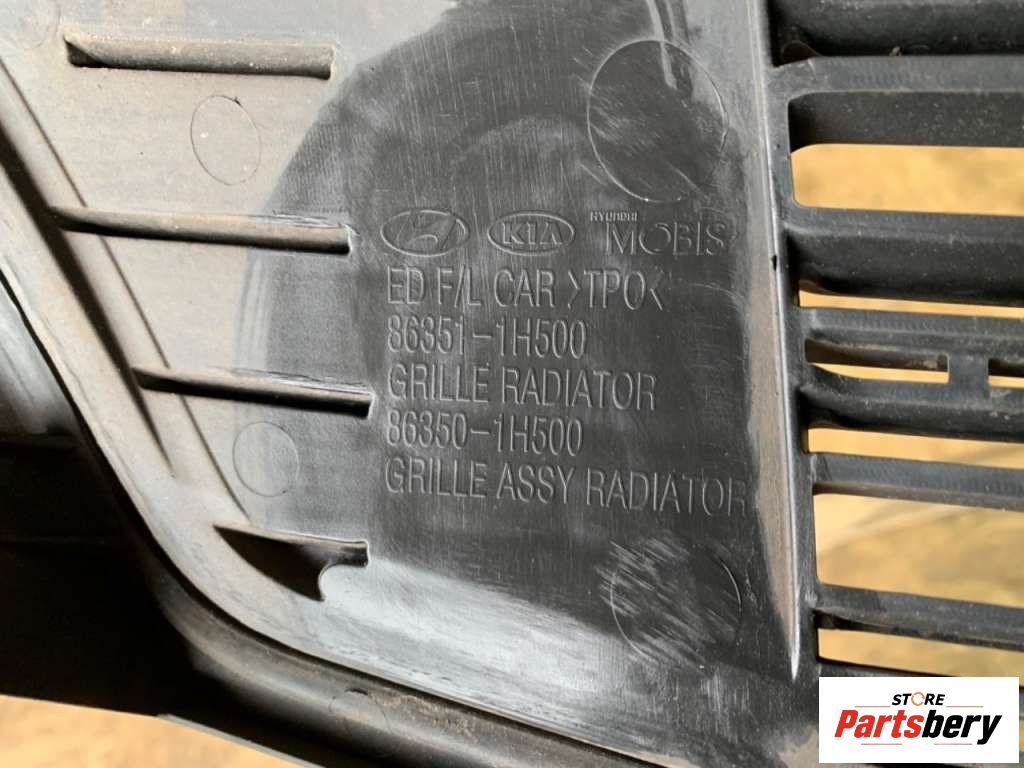 KIA HYUNDAI
MOBIS
ED F/L CAR >TPO<
86351-1H500
GRILLE RADIATOR
86350-1H500
GRILLE ASSY RADIATOR
STORE
Partsbery